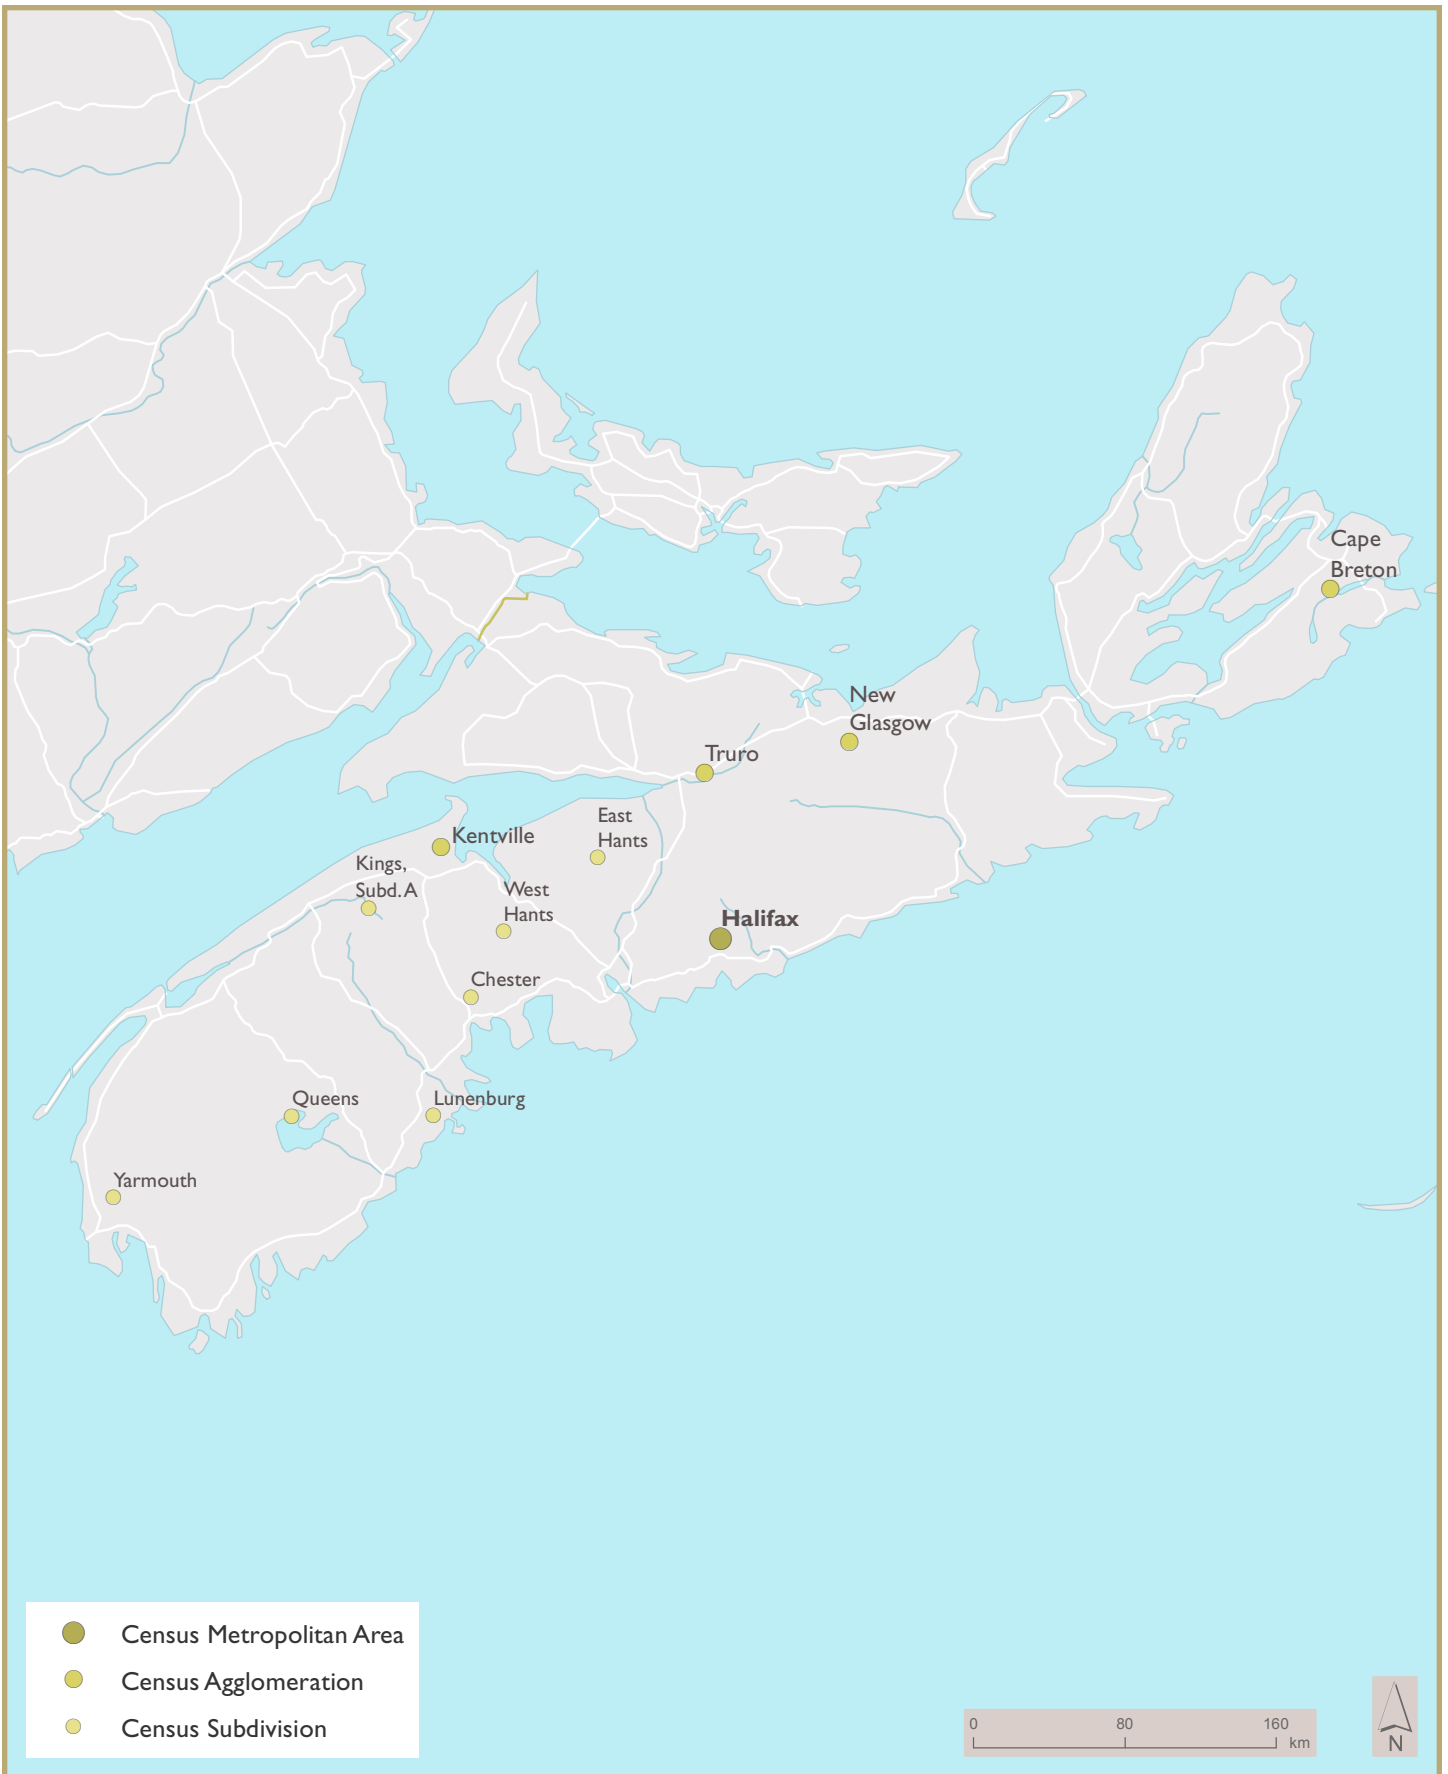 Cape
Breton
New
Glasgow
Truro
East
Hants
Kentville
Kings,
Subd. A
West
Hants
Halifax
Chester
Queens
Lunenburg
Yarmouth
Census Metropolitan Area
Census Agglomeration
Census Subdivision
0 80 160
km
N